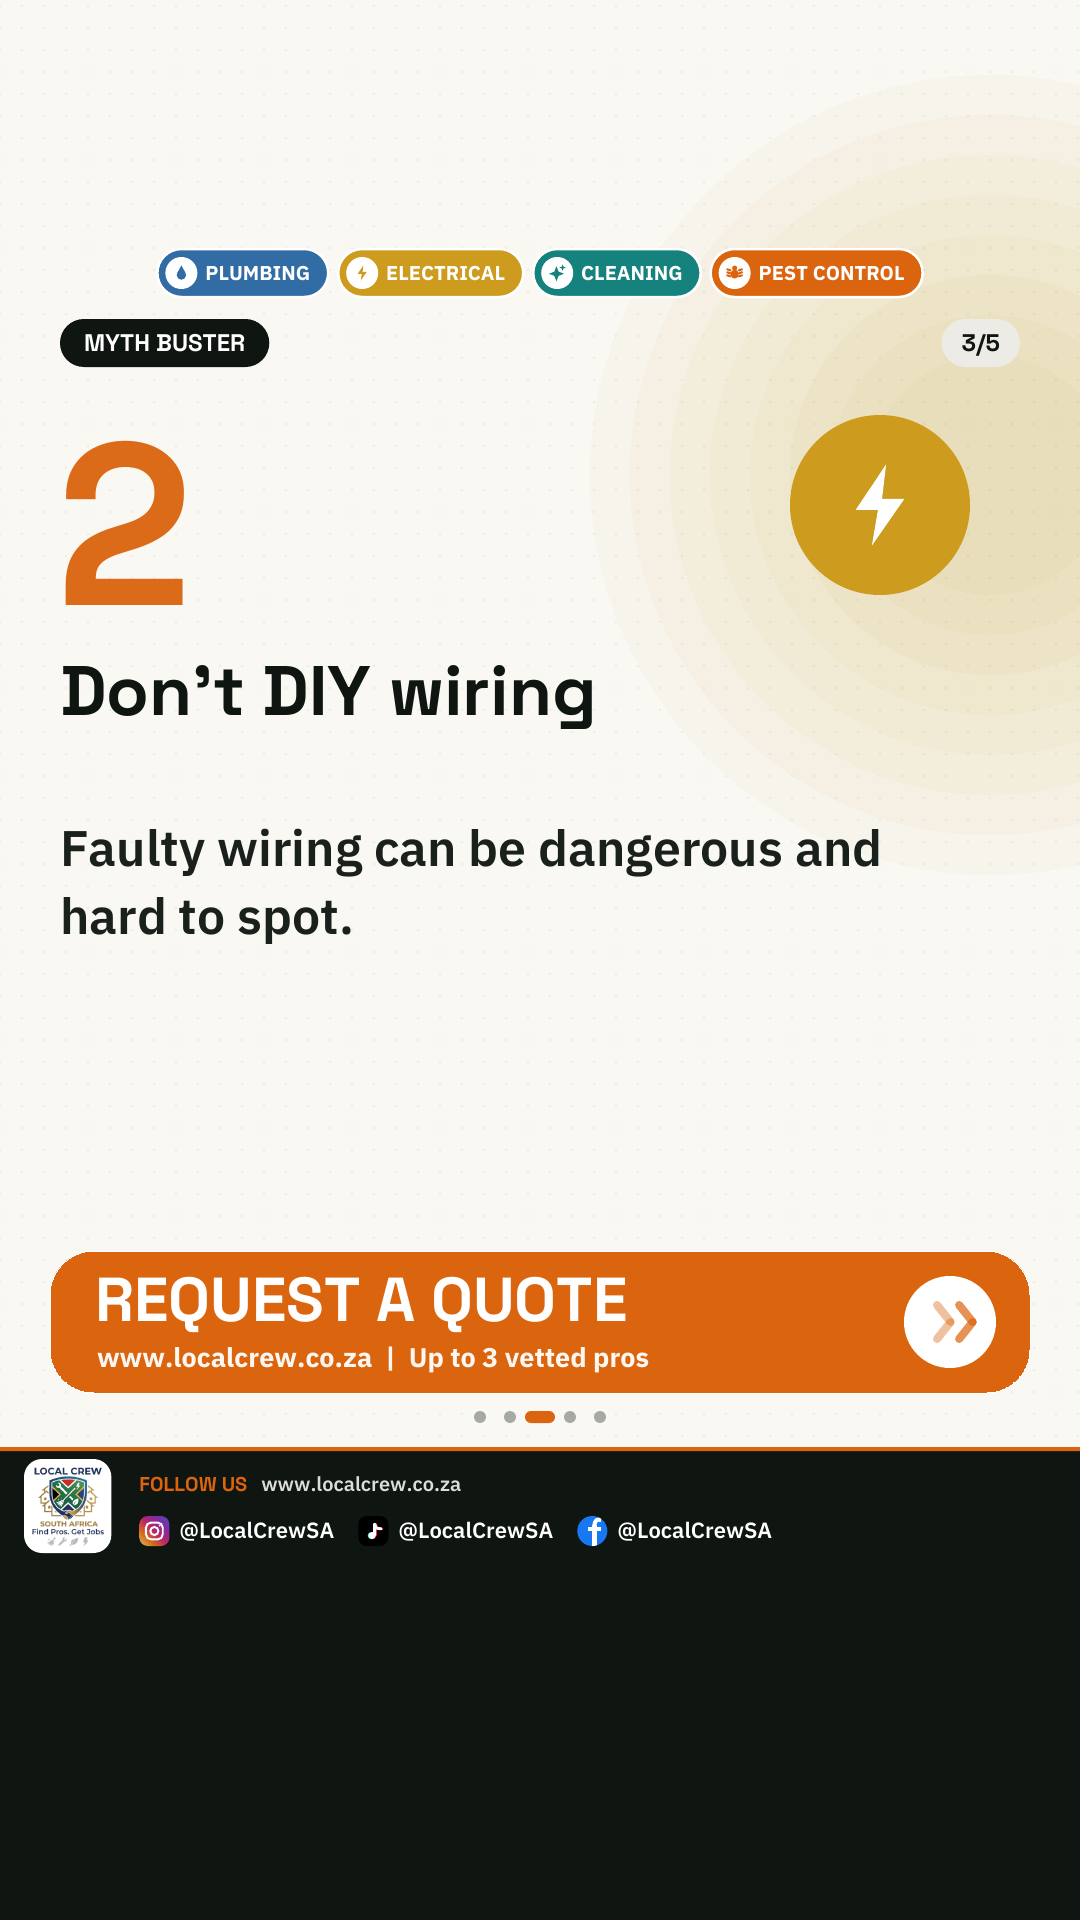 PLUMBING ELECTRICAL CLEANING PEST CONTROL
MYTH BUSTER 3/5
2
Don’t DIY wiring
Faulty wiring can be dangerous and
hard to spot.
REQUEST A QUOTE
www.localcrew.co.za | Up to 3 vetted pros
LOCAL CREW
SOUTH AFRICA
Find Pros. Get Jobs
FOLLOW US www.localcrew.co.za
@LocalCrewSA @LocalCrewSA @LocalCrewSA